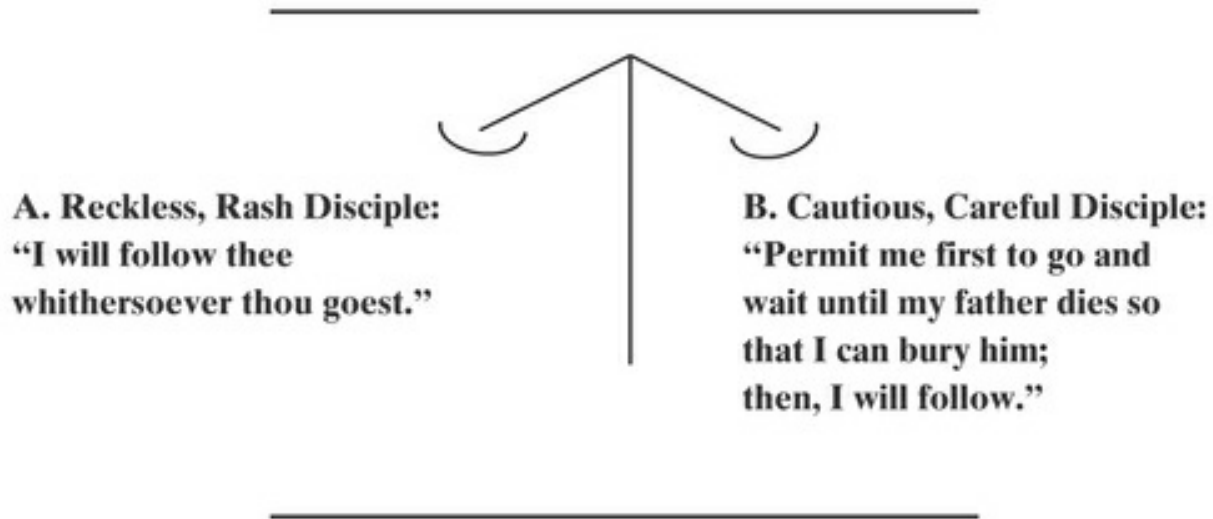 A. Reckless, Rash Disciple:
“I will follow thee
whithersoever thou goest.”
B. Cautious, Careful Disciple:
“Permit me first to go and
wait until my father dies so
that I can bury him;
then, I will follow.”